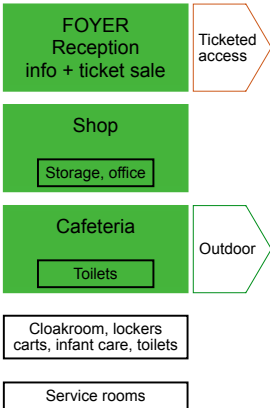 FOYER
Reception
info + ticket sale
Ticketed
access
Shop
Storage, office
Cafeteria
Toilets
Outdoor
Cloakroom, lockers
carts, infant care, toilets
Service rooms